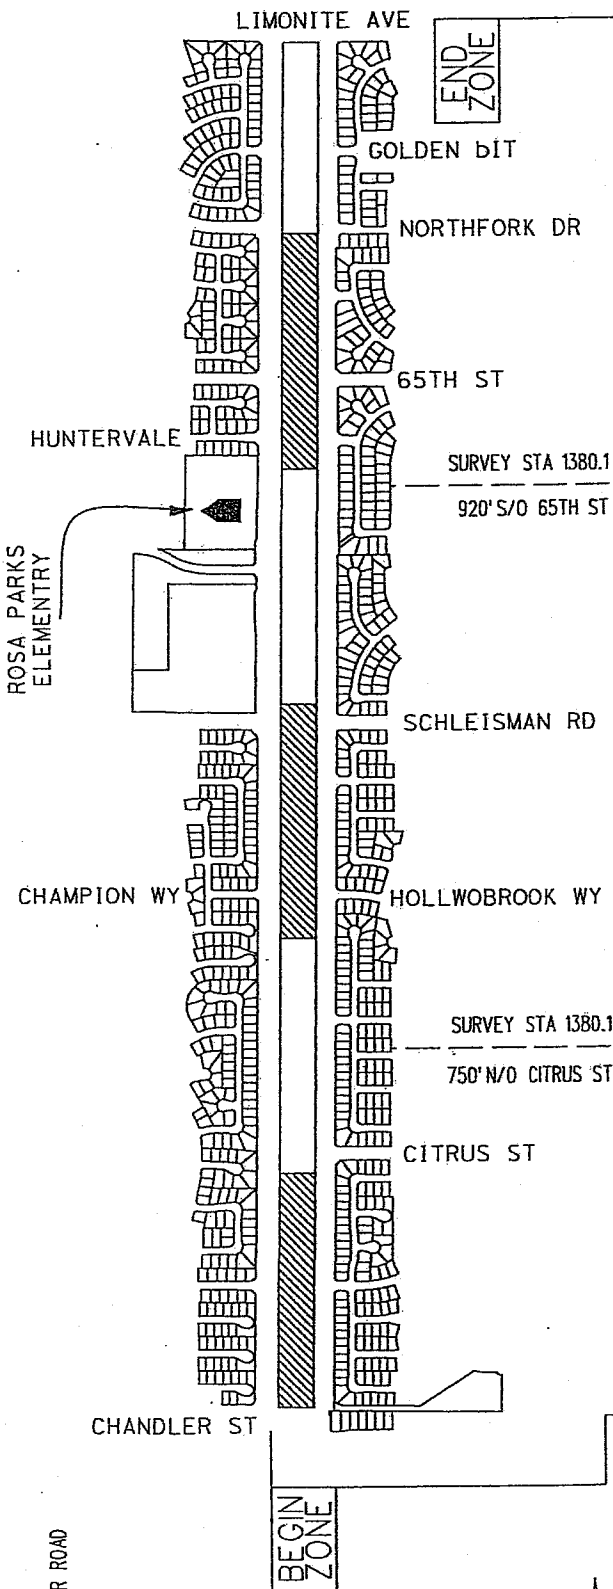 LIMONITE AVE
END
ZONE
GOLDEN bIT
NORTHFORK DR
65TH ST
HUNTERVALE
SURVEY STA 1380.1
920' S/O 65TH ST
ROSA PARKS
ELEMENTRY
SCHLEISMAN RD
CHAMPION WY
HOLLWOBROOK WY
SURVEY STA 1380.1
750' N/O CITRUS ST
CITRUS ST
CHANDLER ST
BEGIN
ZONE
R ROAD